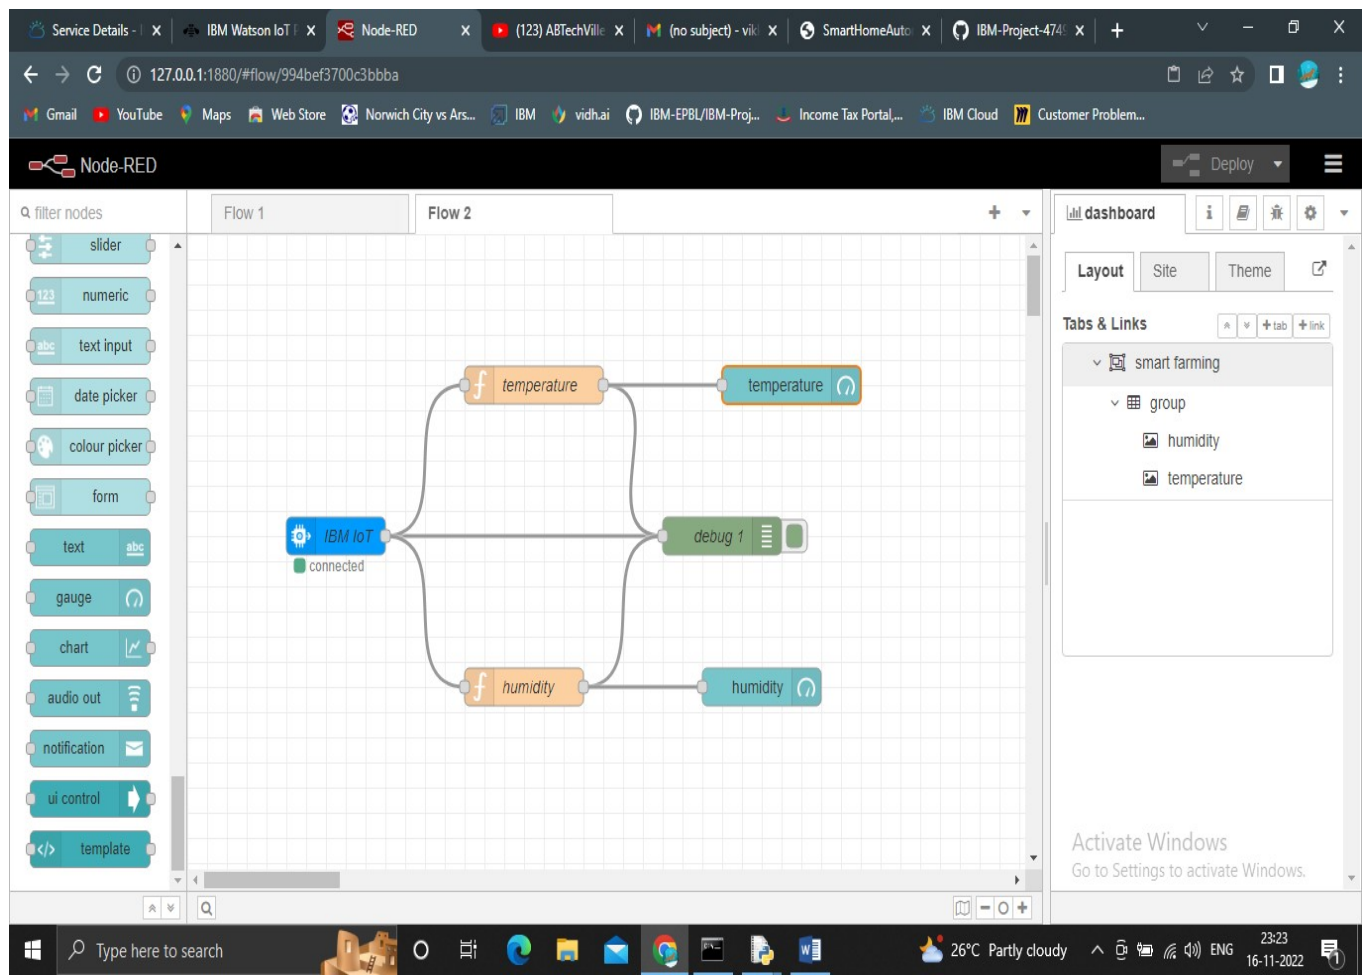 Service Details - I
IBM Watson IoT P
Node-RED
(123) ABTechVille
(no subject) - viki
SmartHomeAuto
IBM-Project-4749
127.0.0.1:1880/#flow/994bef3700c3bbba
Gmail
YouTube
Maps
Web Store
Norwich City vs Ars...
IBM
vidh.ai
IBM-EPBL/IBM-Proj...
Income Tax Portal,...
IBM Cloud
Customer Problem...
Node-RED
Deploy
filter nodes
Flow 1
Flow 2
dashboard
i
slider
123 numeric
abc text input
date picker
colour picker
form
text abc
gauge
chart
audio out
notification
ui control
</> template
temperature
temperature
IBM IoT
connected
debug 1
f humidity
humidity
Layout
Site
Theme
Tabs & Links
+ tab
+ link
smart farming
group
humidity
temperature
Activate Windows
Go to Settings to activate Windows.
Type here to search
26°C Partly cloudy
ENG
23:23
16-11-2022
1